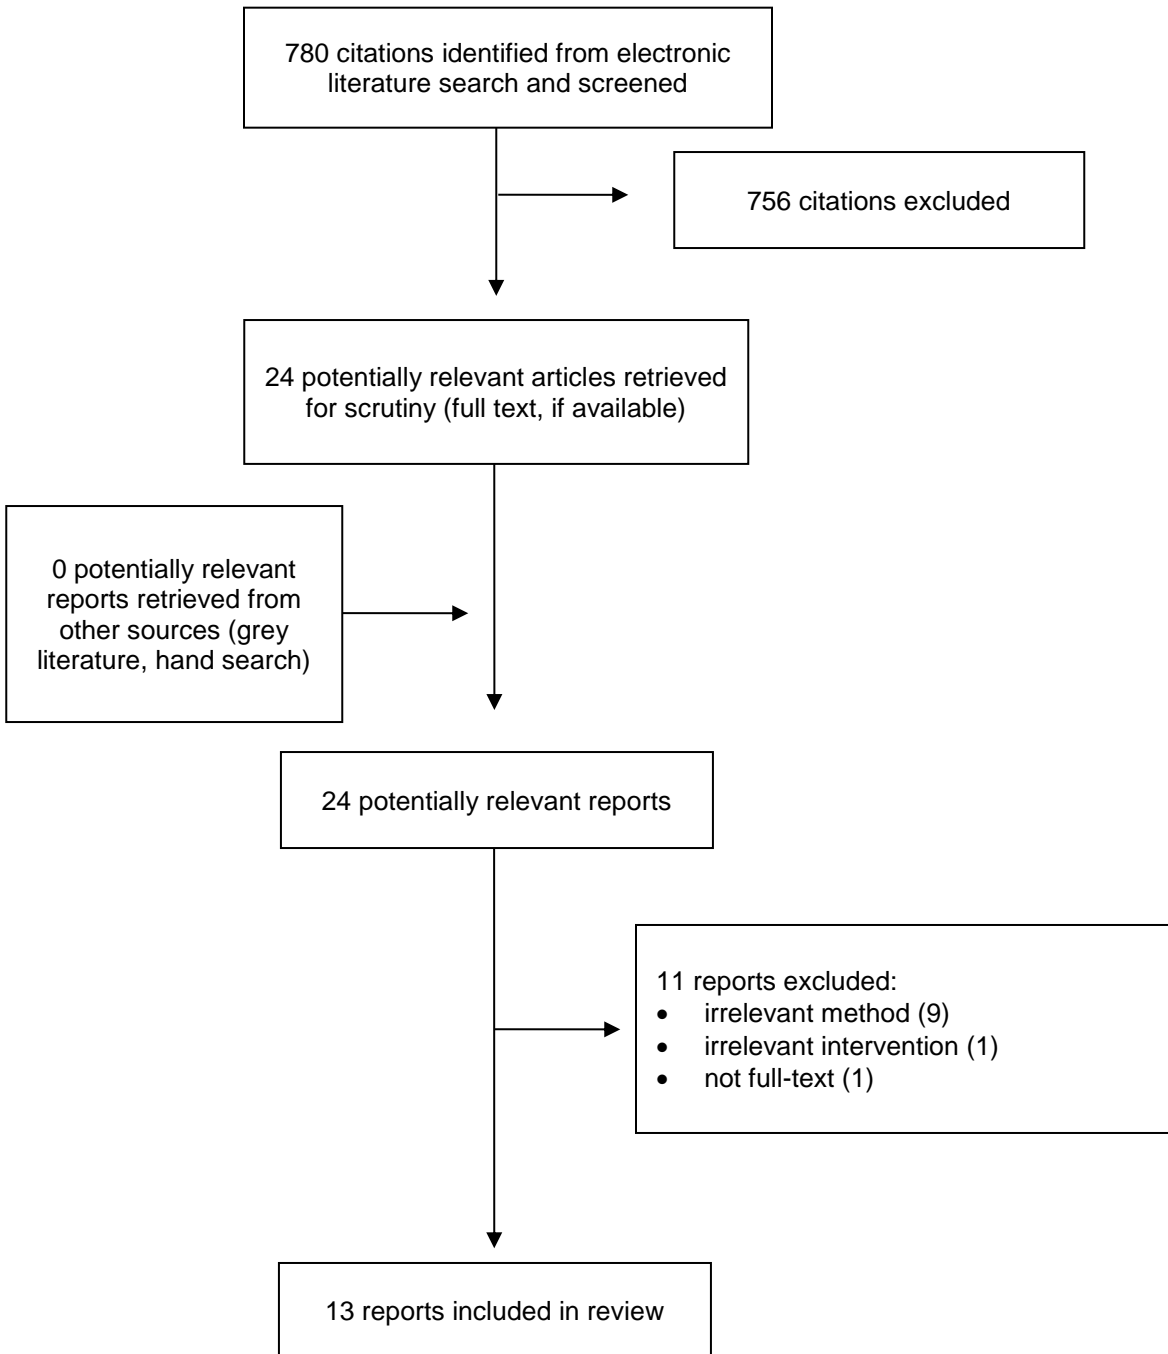 780 citations identified from electronic
literature search and screened
756 citations excluded
24 potentially relevant articles retrieved
for scrutiny (full text, if available)
0 potentially relevant
reports retrieved from
other sources (grey
literature, hand search)
24 potentially relevant reports
11 reports excluded:
• irrelevant method (9)
• irrelevant intervention (1)
• not full-text (1)
13 reports included in review